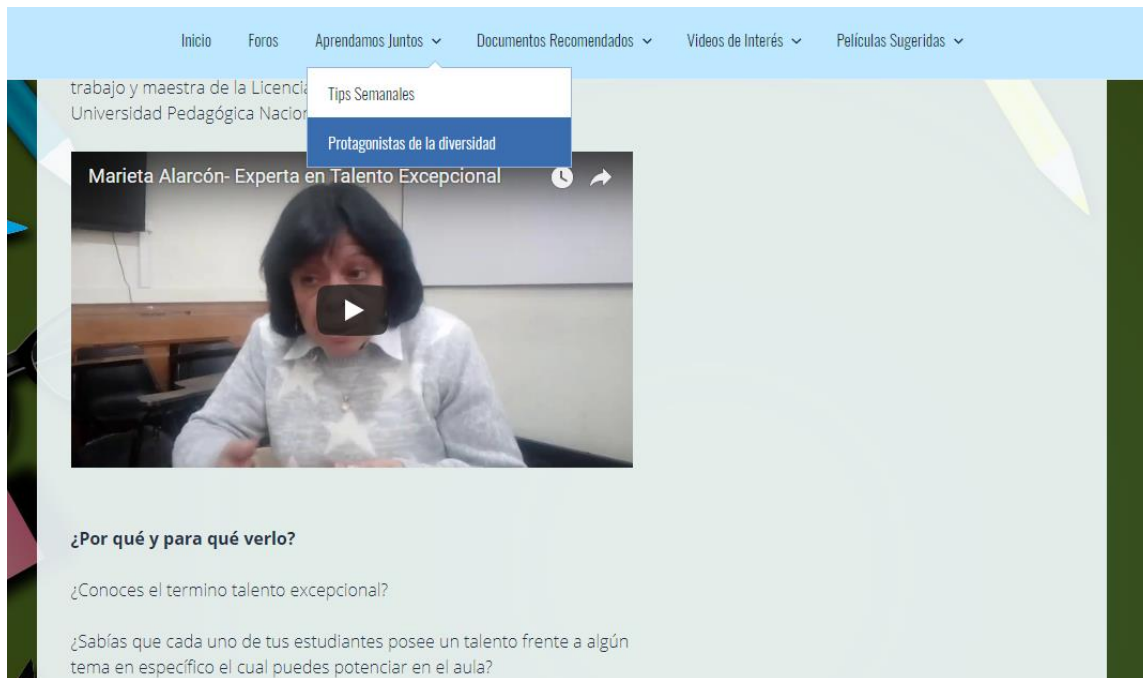 Inicio Foros Aprendamos Juntos Documentos Recomendados Videos de Interés Películas Sugeridas
Tips Semanales
Protagonistas de la diversidad
trabajo y maestra de la
Universidad Pedagógica
Marieta Alarcón- Experta en Talento Excepcional
¿Por qué y para qué verlo?
¿Conoces el termino talento excepcional?
¿Sabías que cada uno de tus estudiantes posee un talento frente a algún
tema en específico el cual puedes potenciar en el aula?